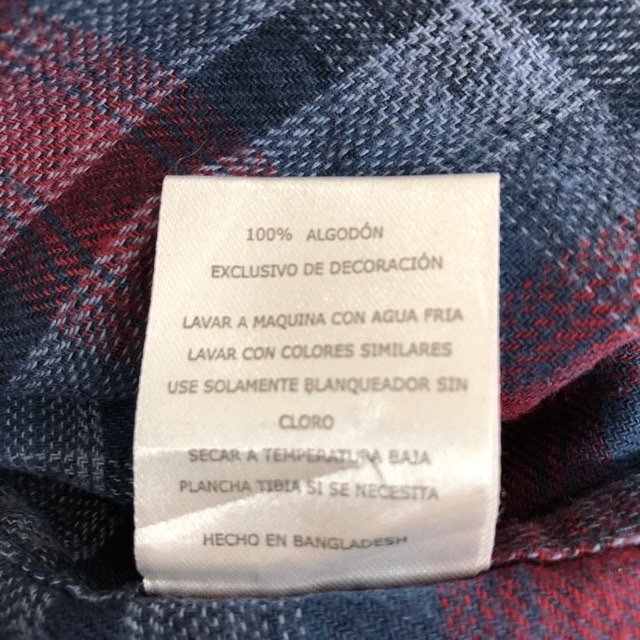 100% ALGODÓN
EXCLUSIVO DE DECORACIÓN
LAVAR A MAQUINA CON AGUA FRIA
LAVAR CON COLORES SIMILARES
USE SOLAMENTE BLANQUEADOR SIN
CLORO
SECAR A TEMPERATURA BAJA
PLANCHA TIBIA SI SE NECESITA
HECHO EN BANGLADESH